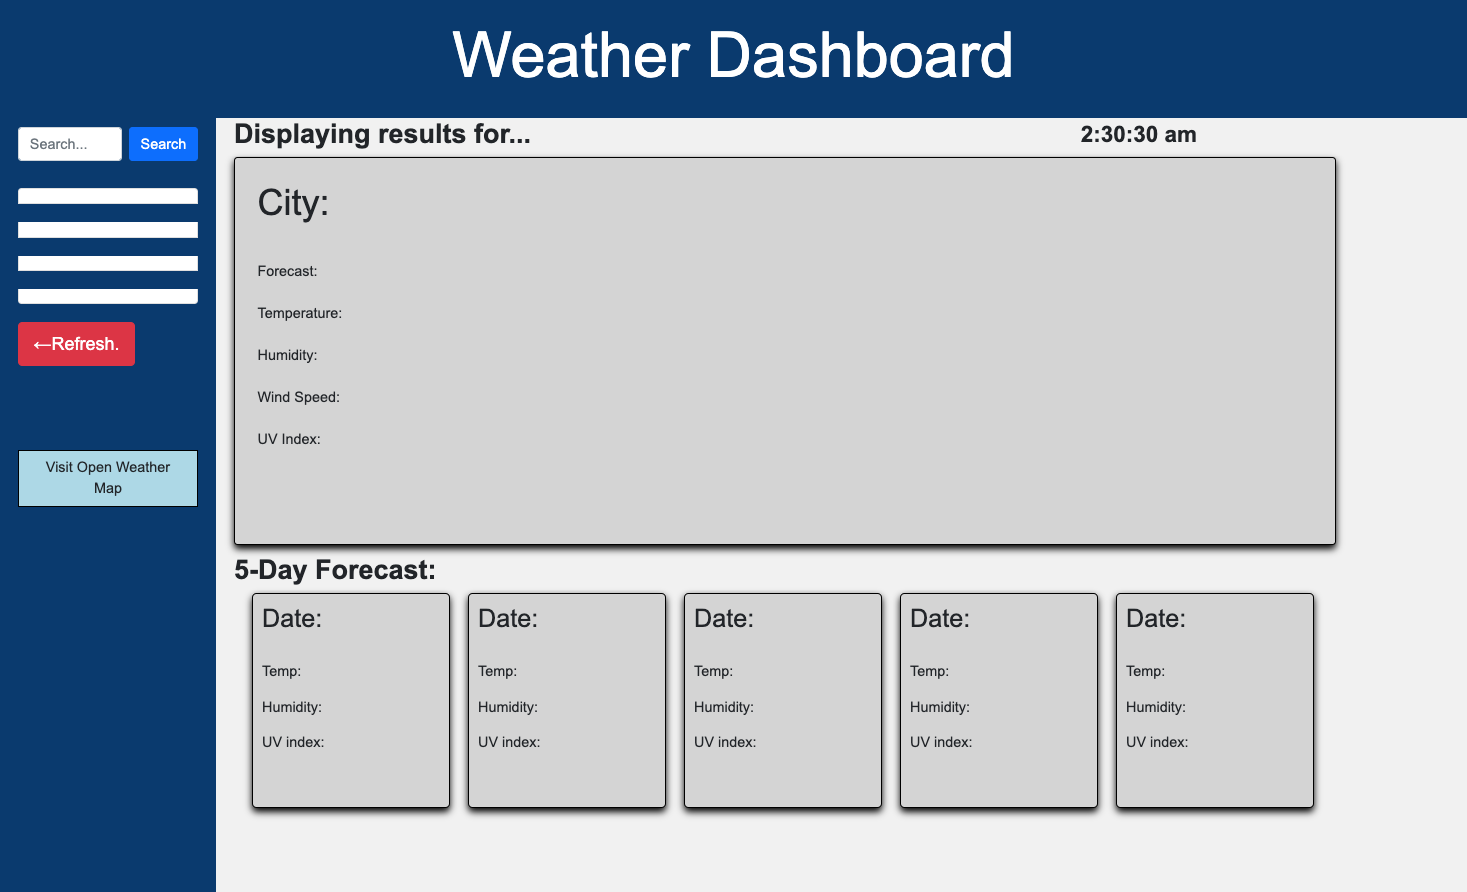 Weather Dashboard
Search...
Search
←Refresh.
Visit Open Weather
Map
Displaying results for...
2:30:30 am
City:
Forecast:
Temperature:
Humidity:
Wind Speed:
UV Index:
5-Day Forecast:
Date:
Temp:
Humidity:
UV index:
Date:
Temp:
Humidity:
UV index:
Date:
Temp:
Humidity:
UV index:
Date:
Temp:
Humidity:
UV index:
Date:
Temp:
Humidity:
UV index: